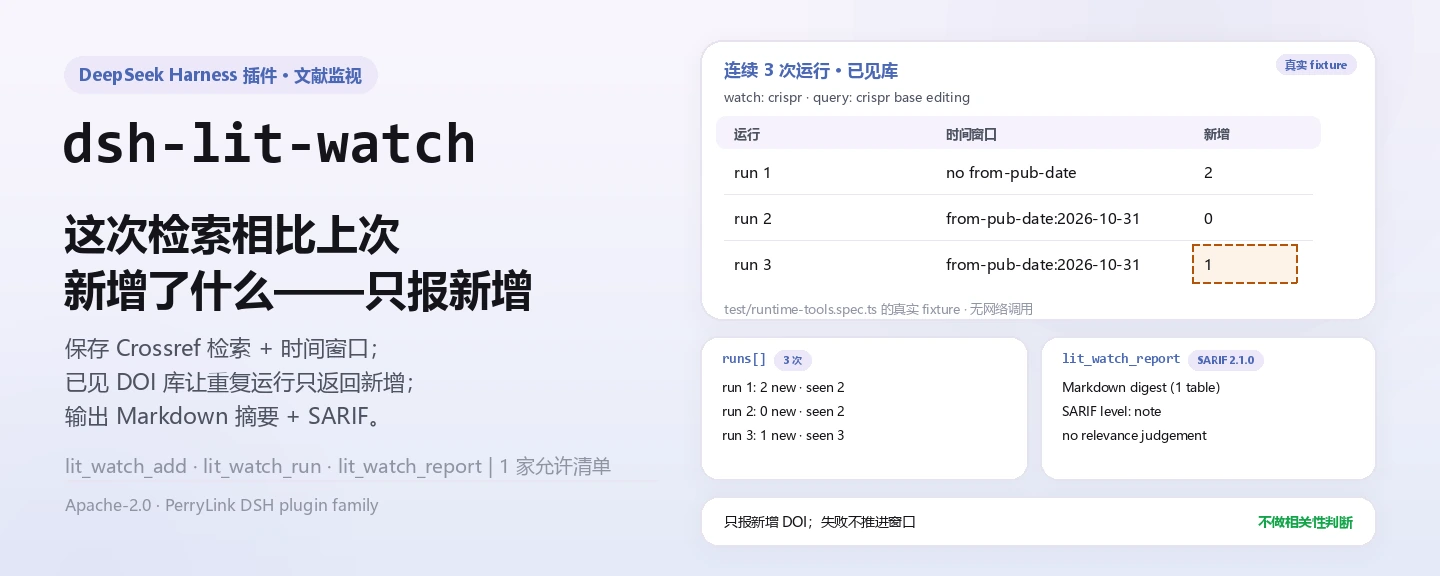 DeepSeek Harness 插件 • 文献监视
dsh-lit-watch
这次检索相比上次
新增了什么——只报新增
保存 Crossref 检索 + 时间窗口；
已见 DOI 库让重复运行只返回新增；
输出 Markdown 摘要 + SARIF。
lit_watch_add · lit_watch_run · lit_watch_report | 1 家允许清单
Apache-2.0 · PerryLink DSH plugin family
连续 3 次运行 • 已见库
真实 fixture
watch: crispr · query: crispr base editing
运行 时间窗口 新增
run 1 no from-pub-date 2
run 2 from-pub-date:2026-10-31 0
run 3 from-pub-date:2026-10-31 1
test/runtime-tools.spec.ts 的真实 fixture · 无网络调用
runs[] 3 次
run 1: 2 new · seen 2
run 2: 0 new · seen 2
run 3: 1 new · seen 3
lit_watch_report SARIF 2.1.0
Markdown digest (1 table)
SARIF level: note
no relevance judgement
只报新增 DOI；失败不推进窗口
不做相关性判断